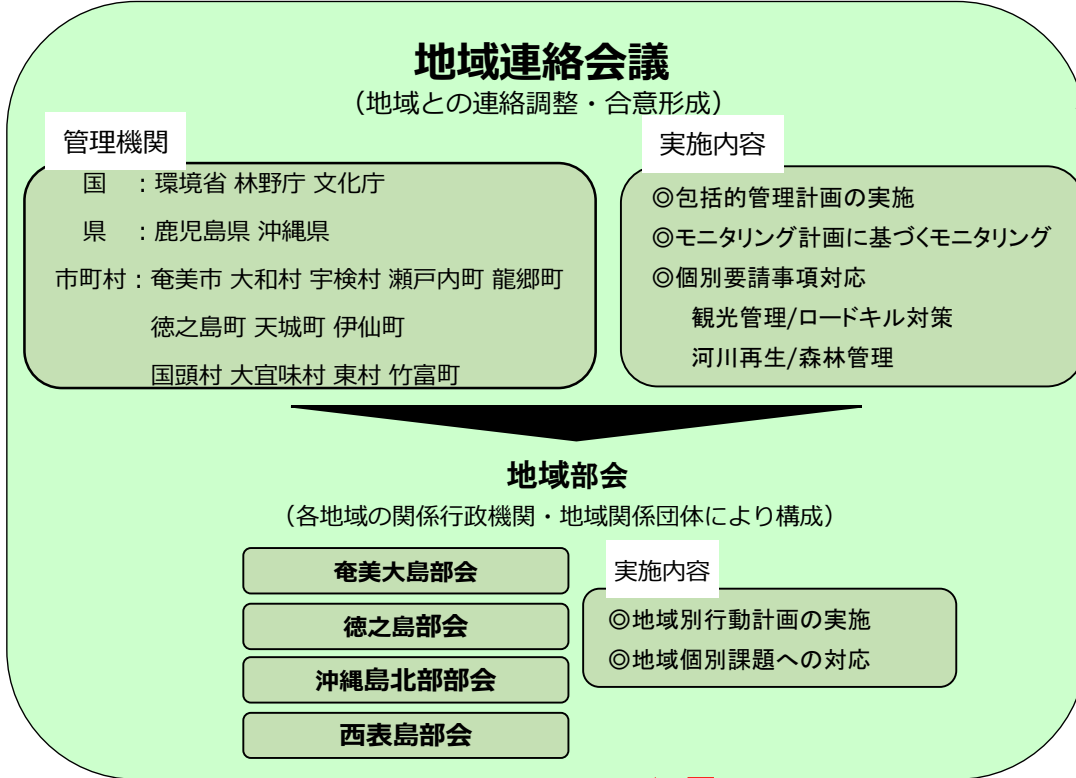 地域連絡会議
（地域との連絡調整・合意形成）
管理機関
国　：環境省 林野庁 文化庁
県　：鹿児島県 沖縄県
市町村：奄美市 大和村 宇検村 瀬戸内町 龍郷町
徳之島町 天城町 伊仙町
国頭村 大宜味村 東村 竹富町
実施内容
◎包括的管理計画の実施
◎モニタリング計画に基づくモニタリング
◎個別要請事項対応
観光管理/ロードキル対策
河川再生/森林管理
地域部会
（各地域の関係行政機関・地域関係団体により構成）
奄美大島部会
徳之島部会
沖縄島北部部会
西表島部会
実施内容
◎地域別行動計画の実施
◎地域個別課題への対応